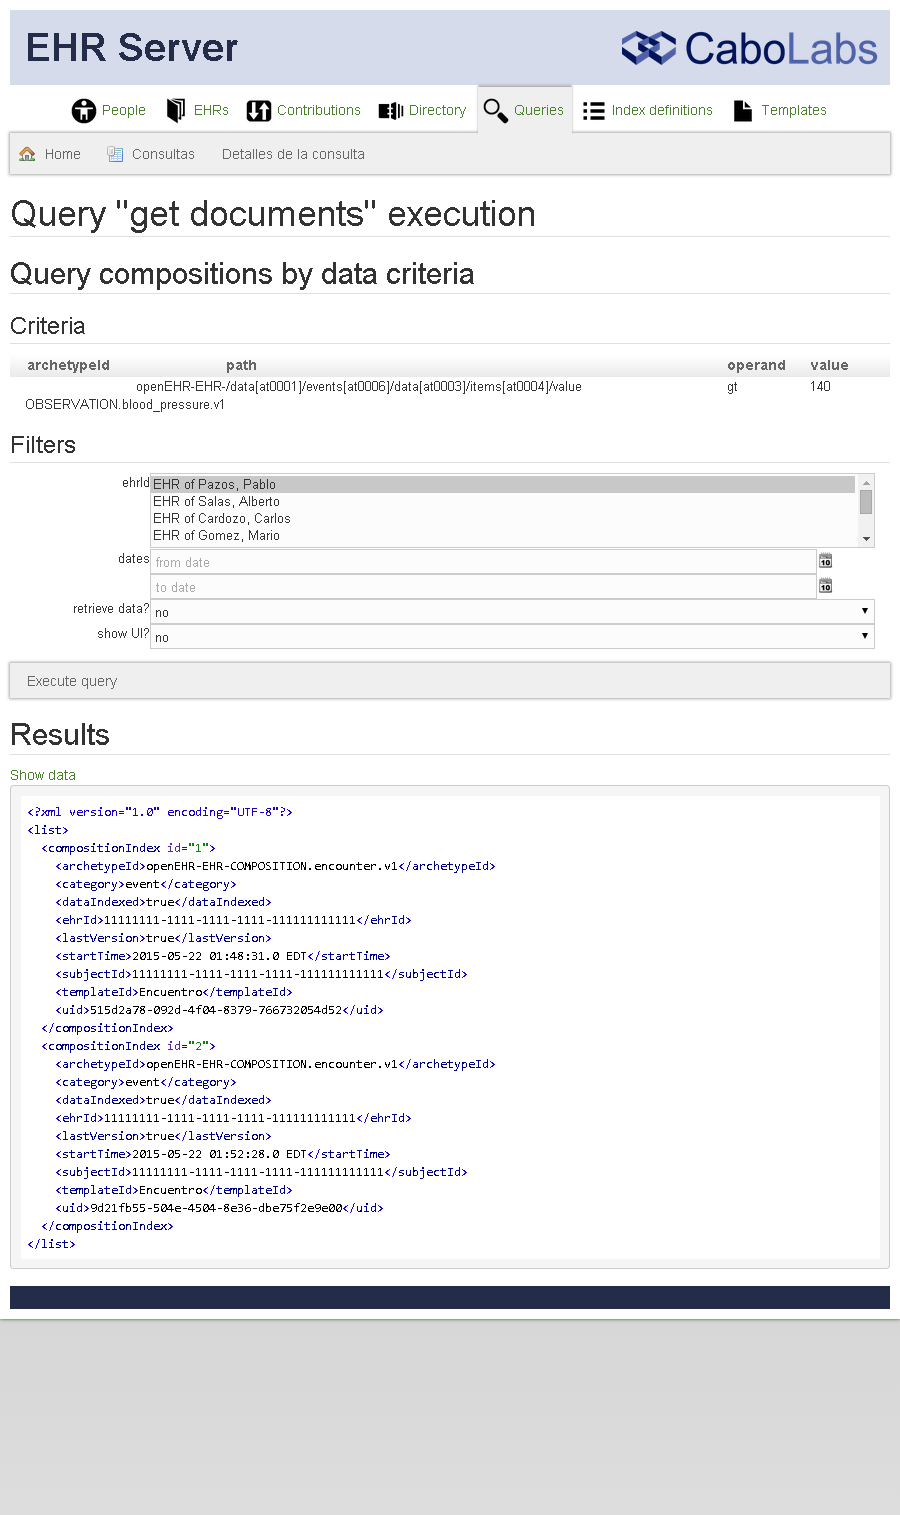 EHR Server
CaboLabs
People EHRs Contributions Directory Queries Index definitions Templates
Home Consultas Detalles de la consulta
Query "get documents" execution
Query compositions by data criteria
Criteria
archetypeId path operand value
openEHR-EHR-/data[at0001]/events[at0006]/data[at0003]/items[at0004]/value gt 140
OBSERVATION.blood_pressure.v1
Filters
ehrId EHR of Pazos, Pablo
EHR of Salas, Alberto
EHR of Cardozo, Carlos
EHR of Gomez, Mario
dates from date
to date
retrieve data? no
show UI? no
Execute query
Results
Show data
<?xml version="1.0" encoding="UTF-8"?>
<list>
  <compositionIndex id="1">
    <archetypeId>openEHR-EHR-COMPOSITION.encounter.v1</archetypeId>
    <category>event</category>
    <dataIndexed>true</dataIndexed>
    <ehrId>11111111-1111-1111-1111-111111111111</ehrId>
    <lastVersion>true</lastVersion>
    <startTime>2015-05-22 01:48:31.0 EDT</startTime>
    <subjectId>11111111-1111-1111-1111-111111111111</subjectId>
    <templateId>Encuentro</templateId>
    <uid>515d2a78-092d-4f04-8379-766732054d52</uid>
  </compositionIndex>
  <compositionIndex id="2">
    <archetypeId>openEHR-EHR-COMPOSITION.encounter.v1</archetypeId>
    <category>event</category>
    <dataIndexed>true</dataIndexed>
    <ehrId>11111111-1111-1111-1111-111111111111</ehrId>
    <lastVersion>true</lastVersion>
    <startTime>2015-05-22 01:52:28.0 EDT</startTime>
    <subjectId>11111111-1111-1111-1111-111111111111</subjectId>
    <templateId>Encuentro</templateId>
    <uid>9d21fb55-504e-4504-8e36-dbe75f2e9e00</uid>
  </compositionIndex>
</list>